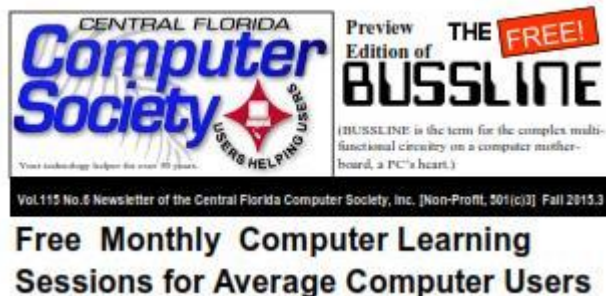 CENTRAL FLORIDA
Computer
Society
USERS HELPING USERS
Your technology helper for over 30 years.
Preview
Edition of
THE
FREE!
BUSSLINE
(BUSSLINE is the term for the complex multi-
functional circuitry on a computer mother-
board, a PC's heart.)
Vol.115 No.6 Newsletter of the Central Florida Computer Society, Inc. [Non-Profit, 501(c)3] Fall 2015.3
Free Monthly Computer Learning
Sessions for Average Computer Users